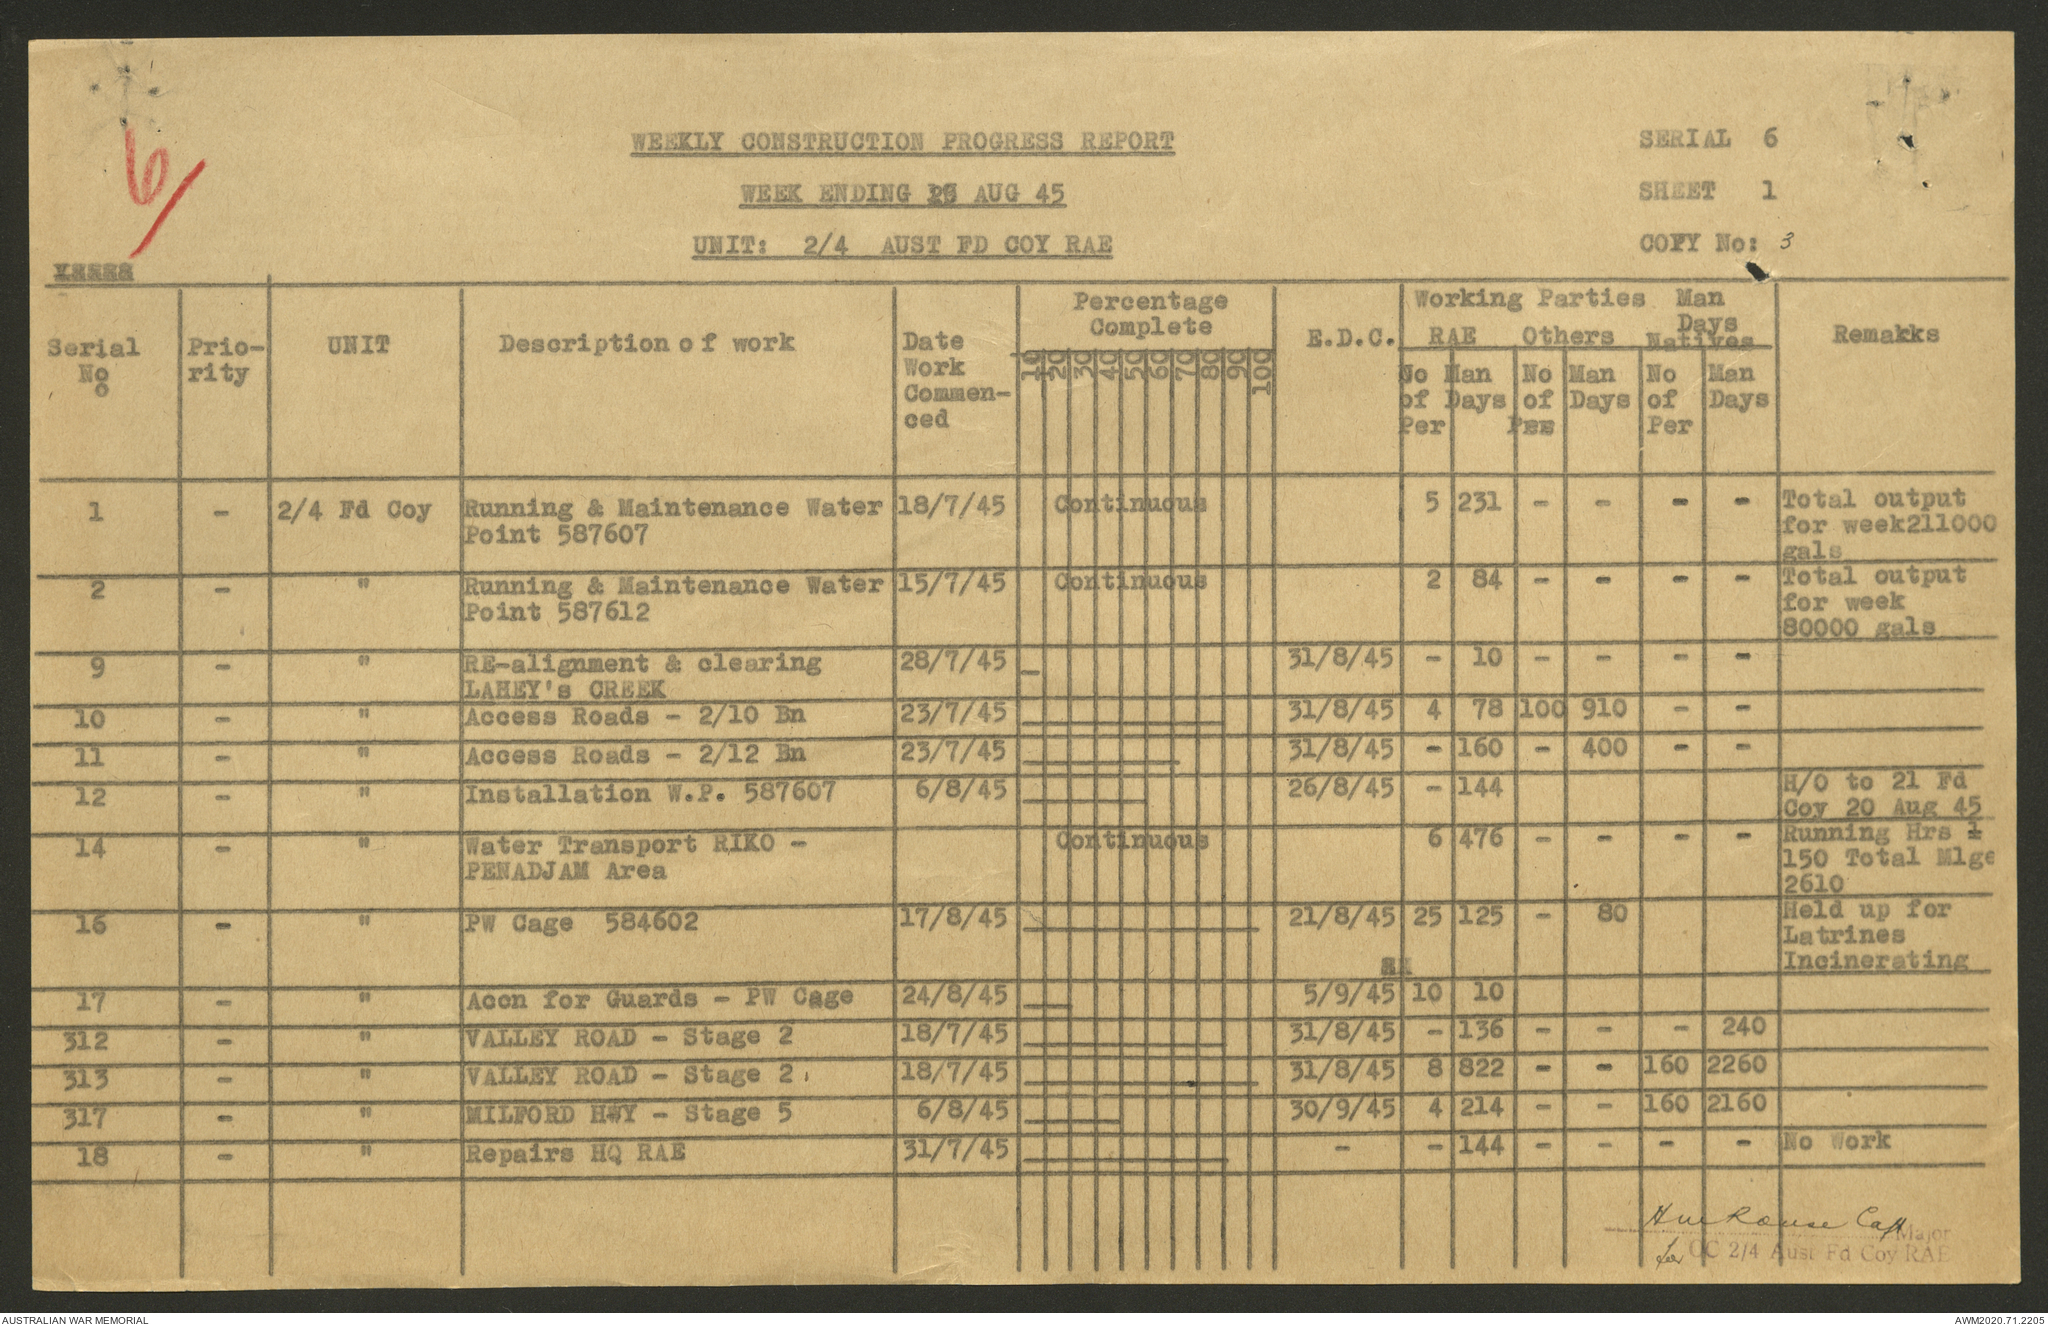 6/
WEEKLY CONSTRUCTION PROGRESS REPORT
SERIAL 6
WEEK ENDING AUG 45
SHEET 1
UNIT: 2/4 AUST FD COY RAE
COPY No: 3
Serial No Prio-rity UNIT Description of work Date Work Commen-ced Percentage Complete E.D.C. Working Parties Man Days Remakks
10 20 30 40 50 60 70 80 90 100
RAE Others Natives
No of Per Man Days No of Per Man Days No of Per Man Days
1 - 2/4 Fd Coy Running & Maintenance Water 18/7/45 Continuous 5 231 - - - - Total output
Point 587607 for week211000
gals
2 - " Running & Maintenance Water 15/7/45 Continuous 2 84 - - - - Total output
Point 587612 for week
80000 gals
9 - " RE-alignment & clearing 28/7/45 31/8/45 - 10 - - - -
LAHEY's CREEK
10 - " Access Roads - 2/10 Bn 23/7/45 31/8/45 4 78 100 910 - -
11 - " Access Roads - 2/12 Bn 23/7/45 31/8/45 - 160 - 400 - -
12 - " Installation W.P. 587607 6/8/45 26/8/45 - 144 H/O to 21 Fd
Coy 20 Aug 45
14 - " Water Transport RIKO - Continuous 6 476 - - - - Running Hrs 1
PENADJAM Area 150 Total Mlge
2610
16 - " PW Cage 584602 17/8/45 21/8/45 25 125 - 80 Held up for
Latrines
Incinerating
17 - " Accn for Guards - PW Cage 24/8/45 5/9/45 10 10
312 - " VALLEY ROAD - Stage 2 18/7/45 31/8/45 - 136 - - - 240
313 - " VALLEY ROAD - Stage 2 18/7/45 31/8/45 8 822 - - 160 2260
317 - " MILFORD HWY - Stage 5 6/8/45 30/9/45 4 214 - - 160 2160
18 - " Repairs HQ RAE 31/7/45 - - 144 - - - - No Work
Capt
Major
for OC 2/4 Aust Fd Coy RAE
AUSTRALIAN WAR MEMORIAL
AWM2020.71.2205